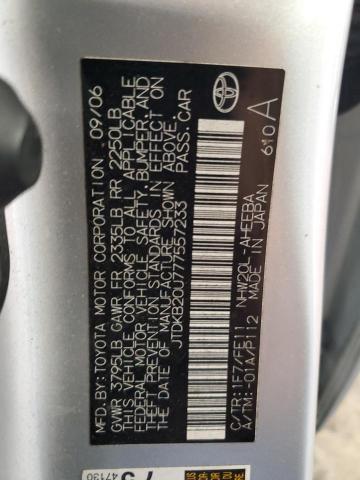 MFD.BY:TOYOTA MOTOR CORPORATION 09/06
GVWR 3795LB GAWR FR 2335LB RR 2250LB
THIS VEHICLE CONFORMS TO ALL APPLICABLE
FEDERAL MOTOR VEHICLE SAFETY, BUMPER, AND
THEFT PREVENTION STANDARDS IN EFFECT ON
THE DATE OF MANUFACTURE SHOWN ABOVE.
JTDKB20U777557233 PASS.CAR
C/TR:1F7/FE11 NHW20L-AHEEBA
A/TM:-01A/P112 MADE IN JAPAN
610 A
47130